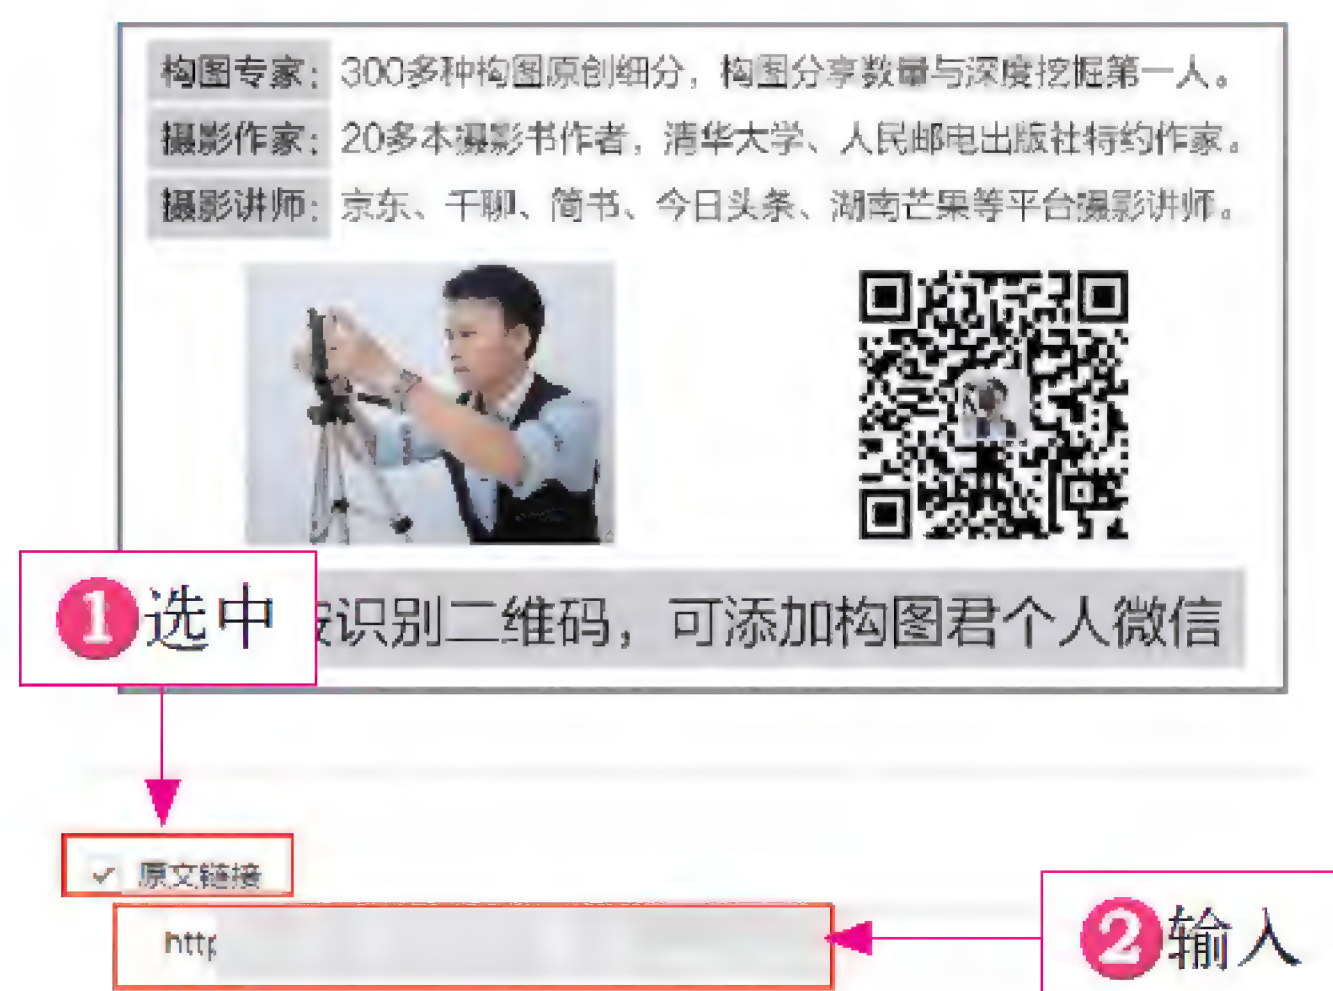 构图专家：300多种构图原创细分，构图分享数量与深度挖掘第一人。
摄影作家：20多本摄影书作者，清华大学、人民邮电出版社特约作家。
摄影讲师：京东、千聊、简书、今日头条、湖南芒果等平台摄影讲师。
1选中
识别二维码，可添加构图君个人微信
原文链接
http
2输入